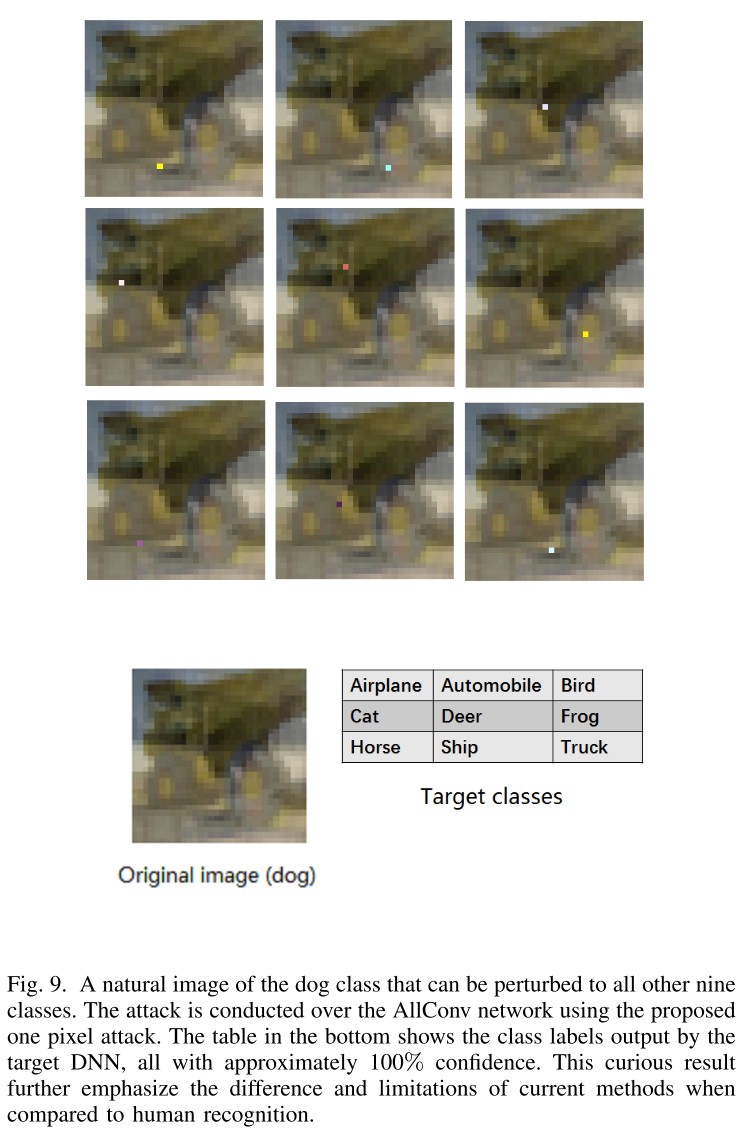 Airplane Automobile Bird
Cat Deer Frog
Horse Ship Truck
Target classes
Original image (dog)
Fig. 9. A natural image of the dog class that can be perturbed to all other nine
classes. The attack is conducted over the AllConv network using the proposed
one pixel attack. The table in the bottom shows the class labels output by the
target DNN, all with approximately 100% confidence. This curious result
further emphasize the difference and limitations of current methods when
compared to human recognition.